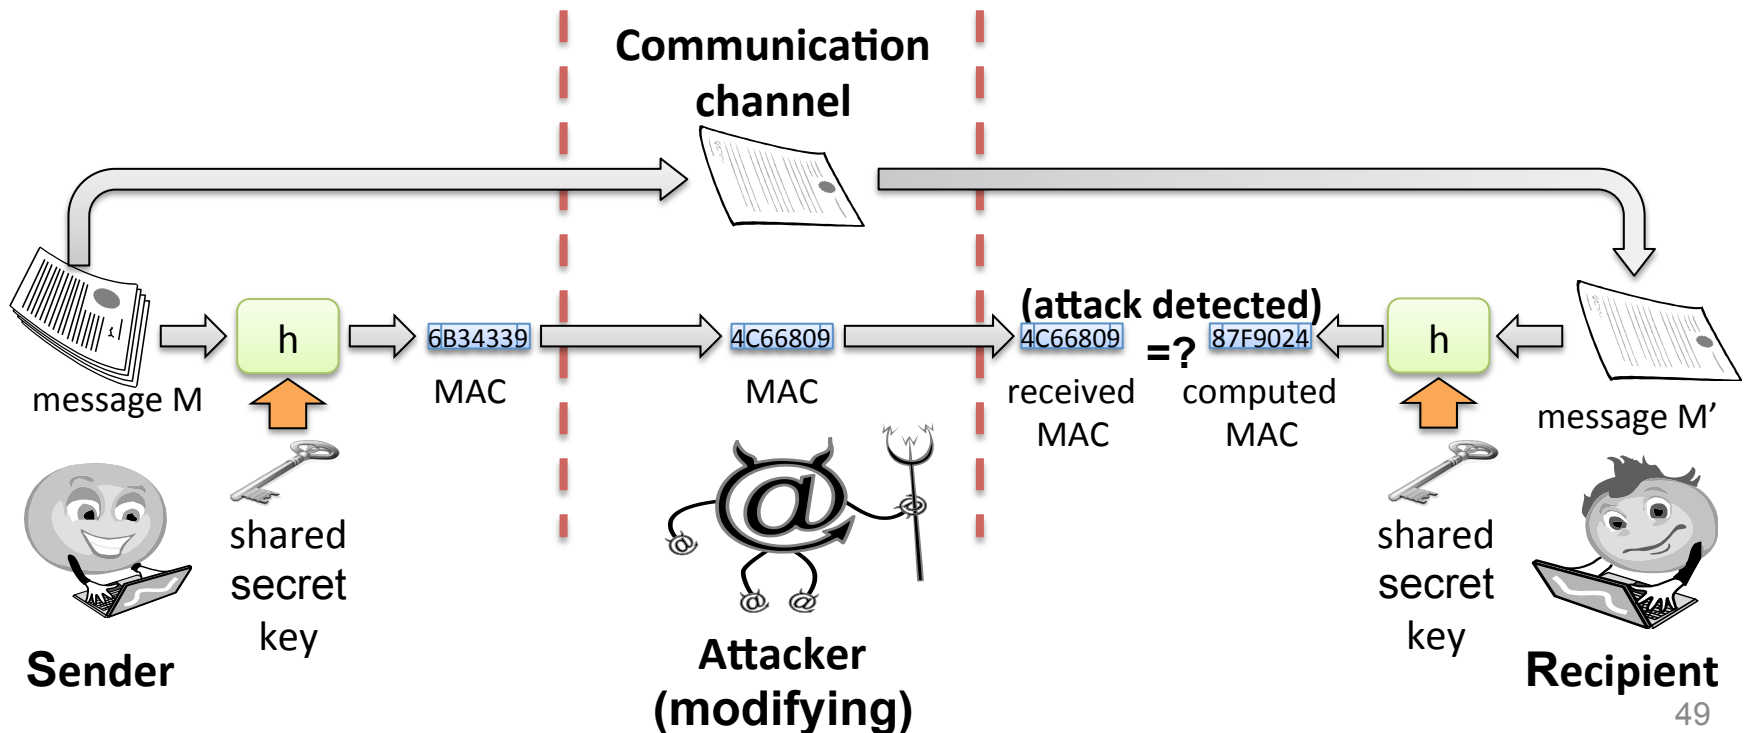 Communication
channel
(attack detected)
h
6B34339
4C66809
4C66809
=?
87F9024
h
message M
MAC
MAC
received
MAC
computed
MAC
message M’
shared
secret
key
shared
secret
key
Sender
Attacker
(modifying)
Recipient
49